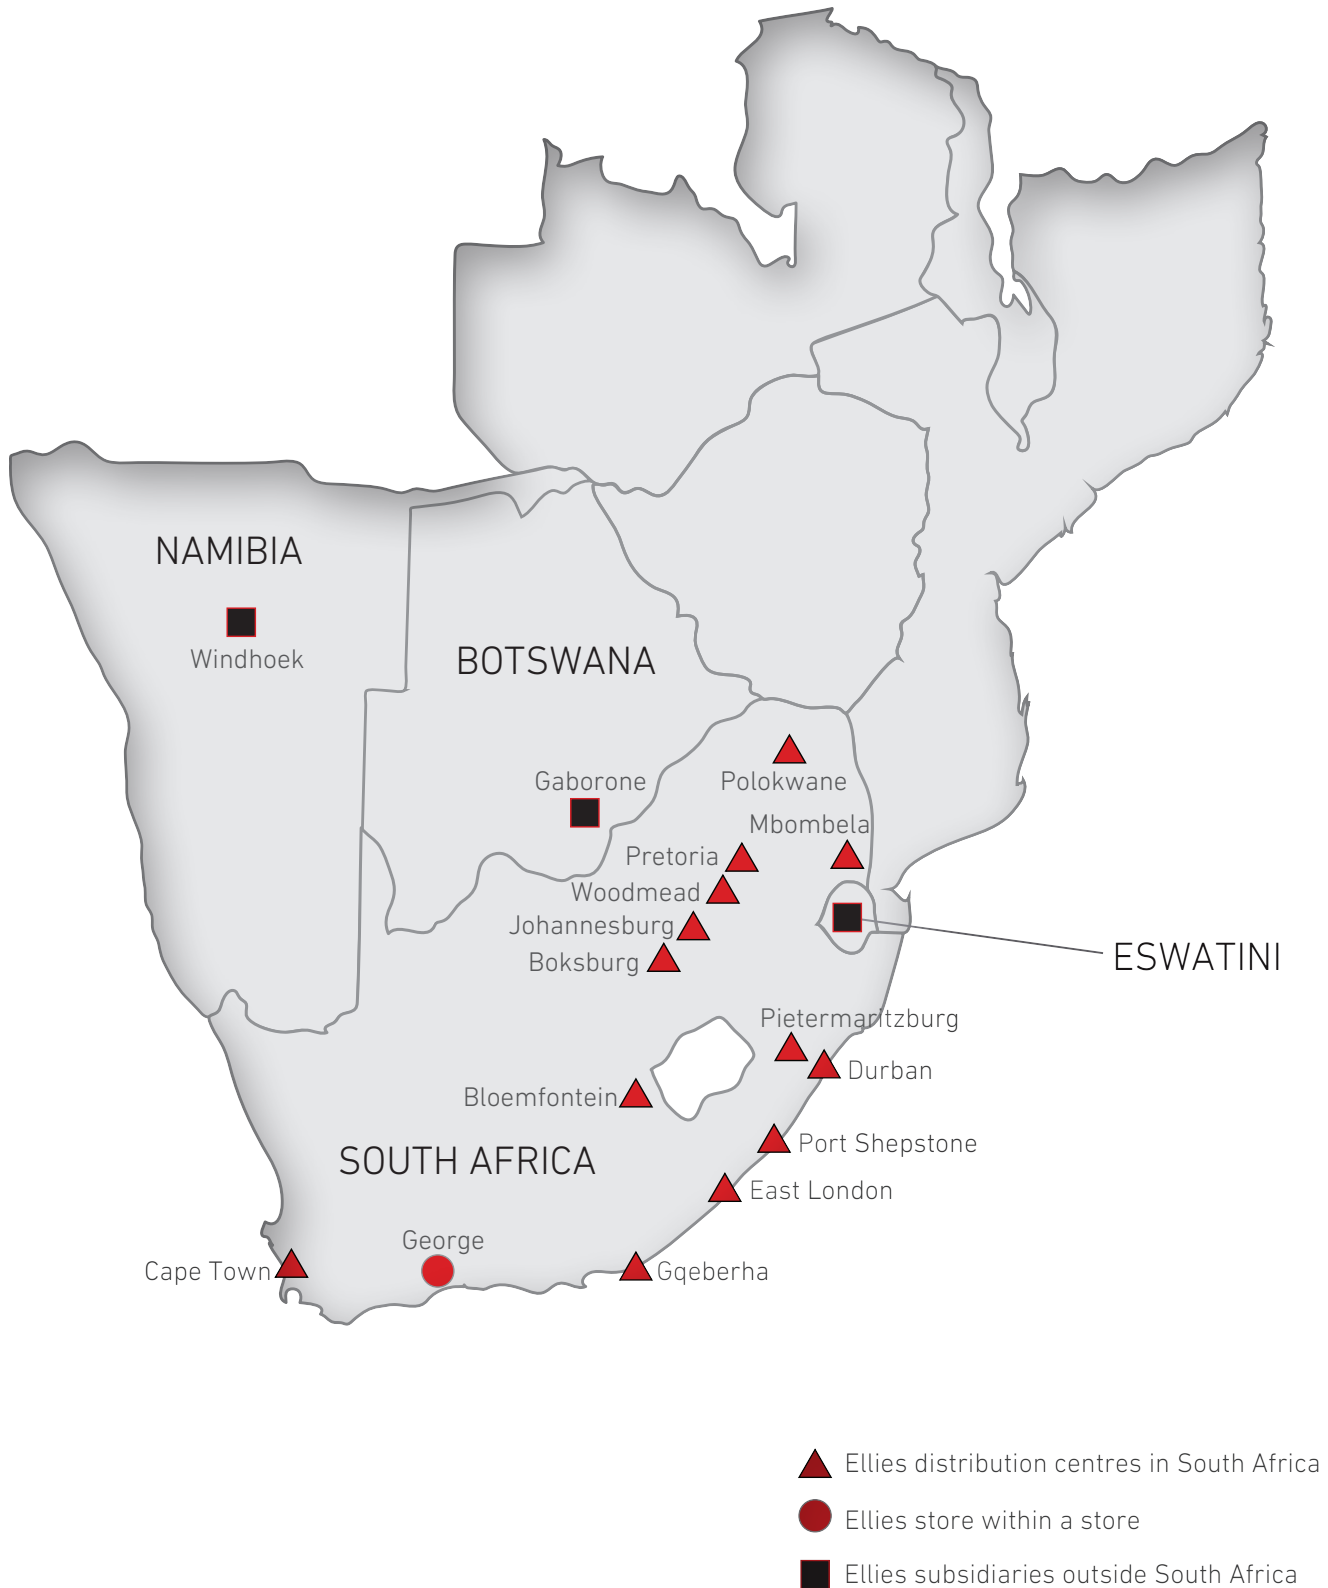 NAMIBIA
Windhoek
BOTSWANA
Gaborone
Polokwane
Mbombela
Pretoria
Woodmead
Johannesburg
Boksburg
ESWATINI
Pietermaritzburg
Durban
Bloemfontein
Port Shepstone
SOUTH AFRICA
East London
George
Cape Town
Gqeberha
Ellies distribution centres in South Africa
Ellies store within a store
Ellies subsidiaries outside South Africa